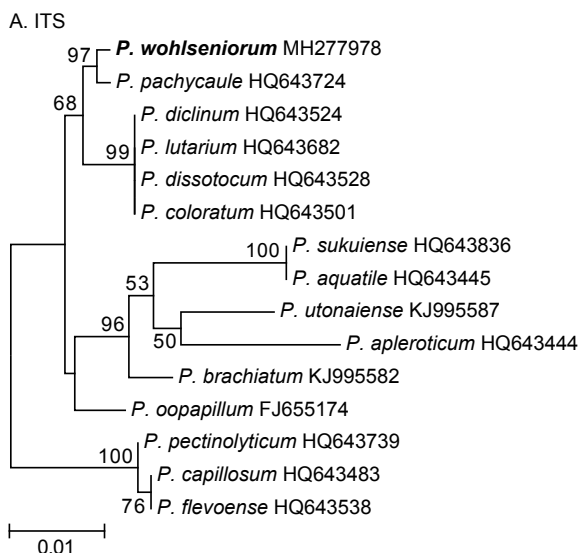 A. ITS
97
P. wohlseniorum MH277978
P. pachycaule HQ643724
68
P. diclinum HQ643524
99
P. lutarium HQ643682
P. dissotocum HQ643528
P. coloratum HQ643501
100
P. sukuiense HQ643836
P. aquatile HQ643445
53
P. utonaiense KJ995587
96
50
P. apleroticum HQ643444
P. brachiatum KJ995582
P. oopapillum FJ655174
P. pectinolyticum HQ643739
100
P. capillosum HQ643483
76
P. flevoense HQ643538
0.01